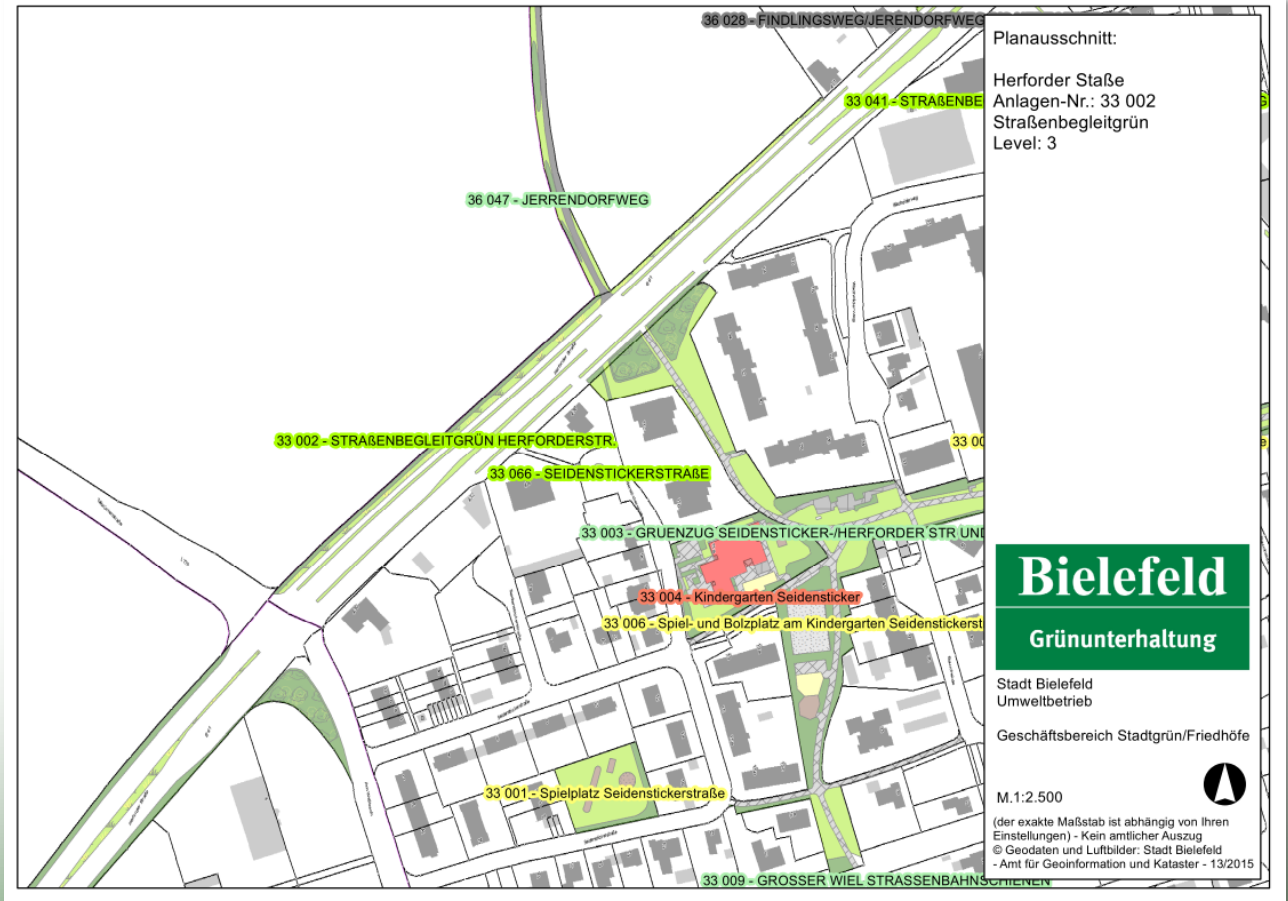 36 028 - FINDLINGSWEG/JERENDORFWEG
33 041 - STRAßENBE
36 047 - JERRENDORFWEG
33 002 - STRAßENBEGLEITGRÜN HERFORDERSTR.
33 00
33 066 - SEIDENSTICKERSTRAßE
33 003 - GRUENZUG SEIDENSTICKER-/HERFORDER STR UND
33 004 - Kindergarten Seidensticker
33 006 - Spiel- und Bolzplatz am Kindergarten Seidenstickerst
33 001 - Spielplatz Seidenstickerstraße
33 009 - GROSSER WIEL STRASSENBAHNSCHIENEN
Planausschnitt:
Herforder Staße
Anlagen-Nr.: 33 002
Straßenbegleitgrün
Level: 3
G
e
Bielefeld
Grünunterhaltung
Stadt Bielefeld
Umweltbetrieb
Geschäftsbereich Stadtgrün/Friedhöfe
M.1:2.500
(der exakte Maßstab ist abhängig von Ihren
Einstellungen) - Kein amtlicher Auszug
© Geodaten und Luftbilder: Stadt Bielefeld
- Amt für Geoinformation und Kataster - 13/2015